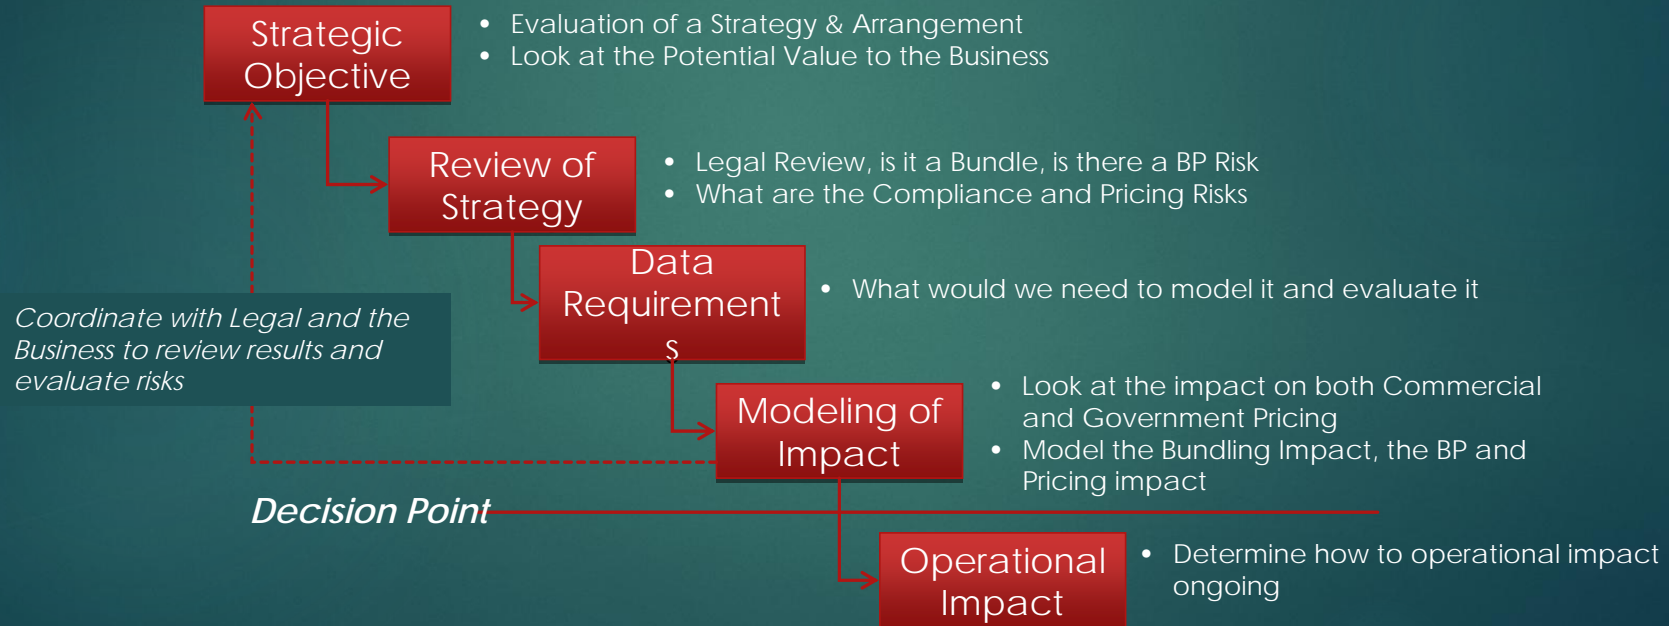 Strategic
Objective
• Evaluation of a Strategy & Arrangement
• Look at the Potential Value to the Business
Review of
Strategy
• Legal Review, is it a Bundle, is there a BP Risk
• What are the Compliance and Pricing Risks
Data
Requirement
s
• What would we need to model it and evaluate it
Coordinate with Legal and the
Business to review results and
evaluate risks
Modeling of
Impact
• Look at the impact on both Commercial
and Government Pricing
• Model the Bundling Impact, the BP and
Pricing impact
Decision Point
Operational
Impact
• Determine how to operational impact
ongoing